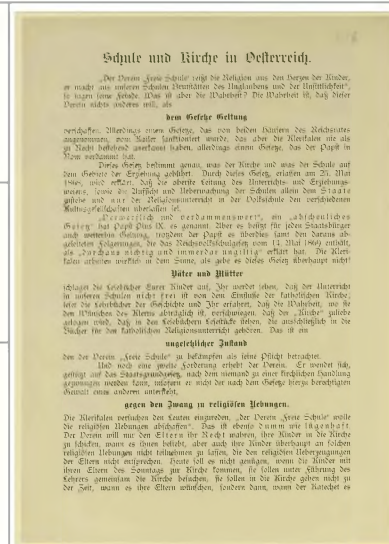 Schule und Kirche in Oesterreich.
„Der Verein „Freie Schule“ reißt die Religion aus den Herzen der Kinder,
er macht aus unseren Schulen Brutstätten des Unglaubens und der Unsittlichkeit“,
so sagen seine Feinde. Was ist aber die Wahrheit? Die Wahrheit ist, daß dieser
Verein nichts anderes will, als
dem Gesetze Geltung
verschaffen. Allerdings einem Gesetze, das von beiden Häusern des Reichsrates
angenommen, vom Kaiser sanktioniert wurde, das aber die Klerikalen nie als
zu Recht bestehend anerkannt haben, allerdings einem Gesetze, das der Papst in
Rom verdammt hat.
Dieses Gesetz bestimmt genau, was der Kirche und was der Schule auf
dem Gebiete der Erziehung gebührt. Durch dieses Gesetz, erlassen am 25. Mai
1868, wird erklärt, daß die oberste Leitung des Unterrichts- und Erziehungs-
wesens, sowie die Aufsicht und Ueberwachung der Schulen allein dem Staate
zustehe und nur der Religionsunterricht in der Volksschule den verschiedenen
Kultusgesellschaften überlassen sei.
„Verwerflich und verdammenswert“, ein „abscheuliches
Gesetz“ hat Papst Pius IX. es genannt. Aber es besitzt für jeden Staatsbürger
auch weiterhin Geltung, trotzdem der Papst es überdies samt den daraus ab-
geleiteten Folgerungen, die das Reichsvolksschulgesetz vom 14. Mai 1869 enthält,
als „durchaus nichtig und immerdar ungiltig“ erklärt hat. Die Kleri-
kalen arbeiten wirklich in dem Sinne, als gebe es dieses Gesetz überhaupt nicht!
Väter und Mütter
schlaget die Lesebücher Eurer Kinder auf, Ihr werdet sehen, daß der Unterricht
in unseren Schulen nicht frei ist von dem Einflusse der katholischen Kirche,
leset die Lehrbücher der Geschichte und Ihr erfahret, daß die Wahrheit, wo sie
den Wünschen des Klerus abträglich ist, verschwiegen, daß der „Kirche“ zuliebe
gelogen wird, daß in den Lesebüchern Lesestücke stehen, die ausschließlich in die
Bücher für den katholischen Religionsunterricht gehören. Das ist ein
ungesetzlicher Zustand
den der Verein „Freie Schule“ zu bekämpfen als seine Pflicht betrachtet.
Und noch eine zweite Forderung erhebt der Verein. Er wendet sich,
gestützt auf das Staatsgrundgesetz, nach dem niemand zu einer kirchlichen Handlung
gezwungen werden kann, insofern er nicht der nach dem Gesetze hierzu berechtigten
Gewalt eines anderen untersteht,
gegen den Zwang zu religiösen Uebungen.
Die Klerikalen versuchen den Leuten einzureden, „der Verein „Freie Schule“ wolle
die religiösen Uebungen abschaffen“. Das ist ebenso dumm wie lügenhaft.
Der Verein will nur den Eltern ihr Recht wahren, ihre Kinder in die Kirche
zu schicken, wann es ihnen beliebt, aber auch ihre Kinder überhaupt an solchen
religiösen Uebungen nicht teilnehmen zu lassen, die den religiösen Ueberzeugungen
der Eltern nicht entsprechen. Heute soll es nicht genügen, wenn die Kinder mit
ihren Eltern des Sonntags zur Kirche kommen, sie sollen unter Führung des
Lehrers gemeinsam die Kirche besuchen, sie sollen in die Kirche gehen nicht zu
der Zeit, wann es ihre Eltern wünschen, sondern dann, wann der Katechet es